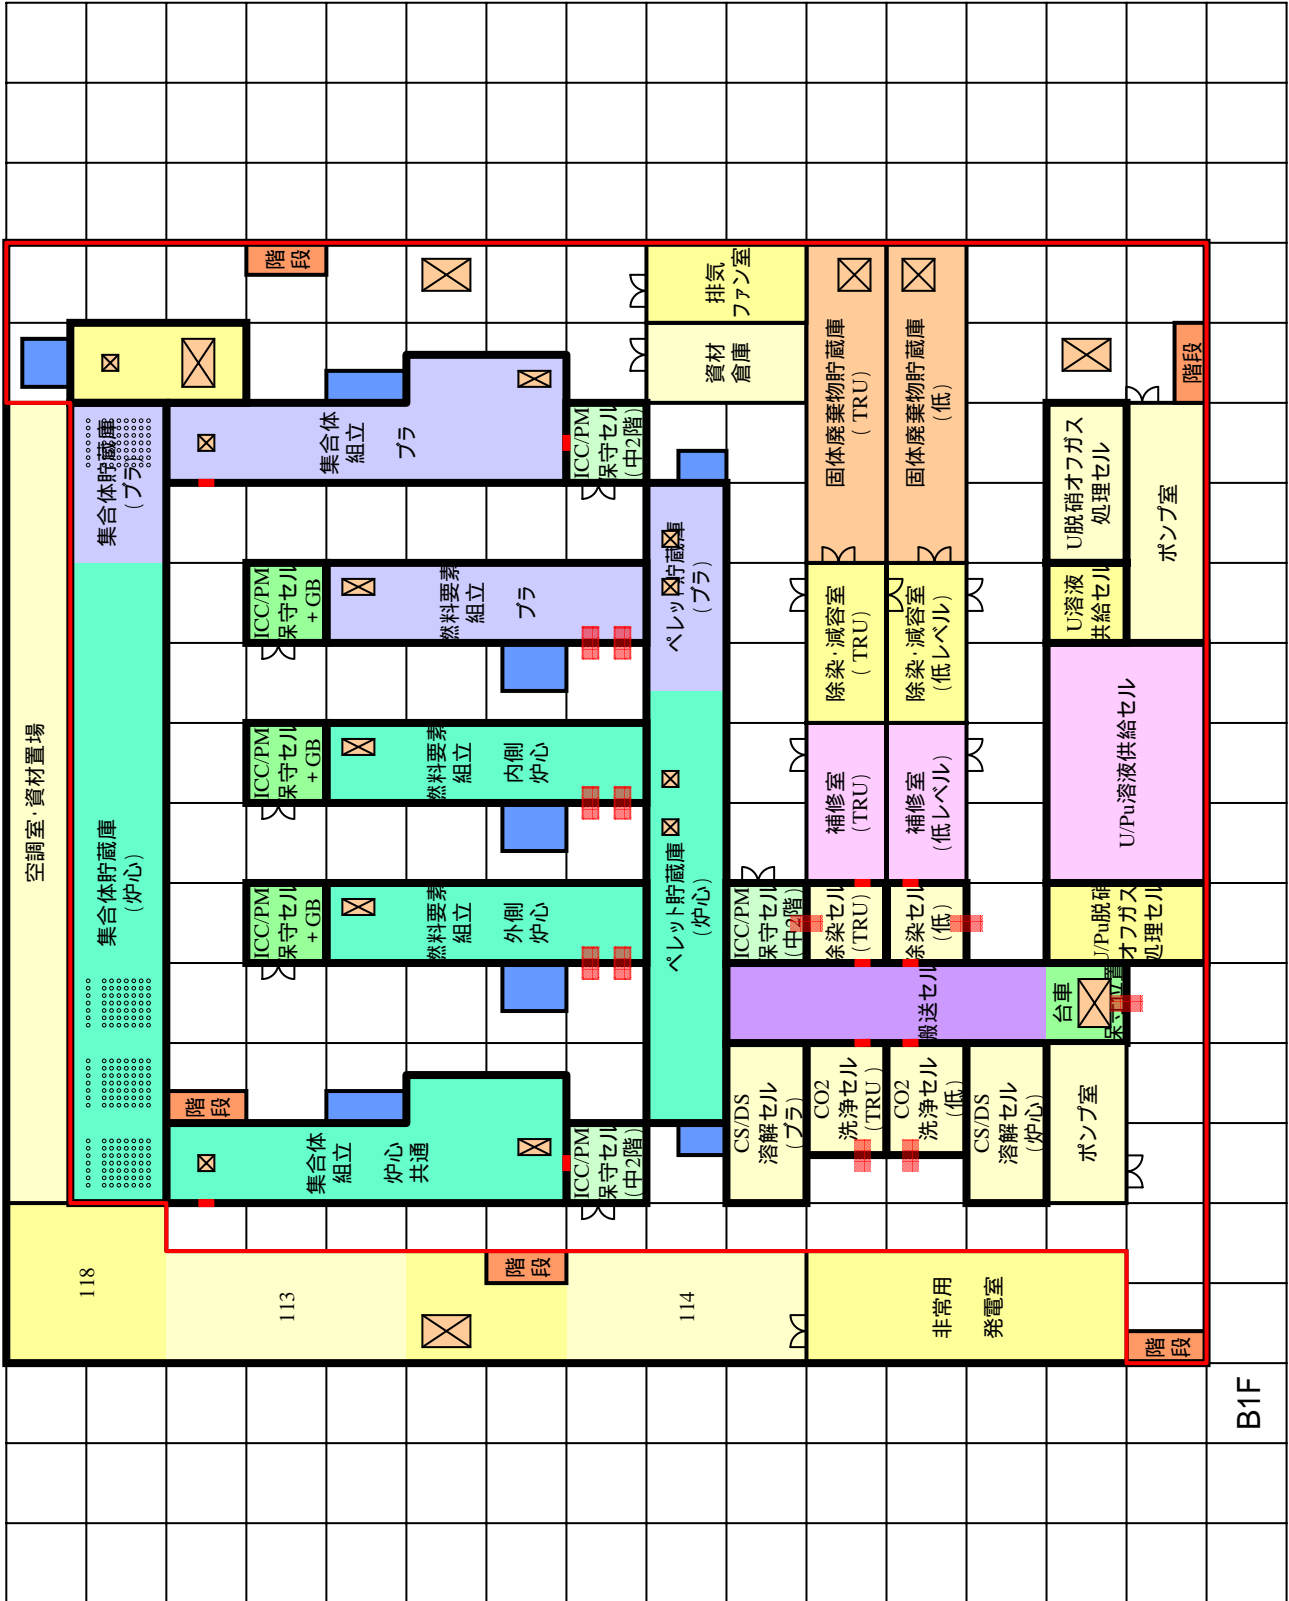 階
段
排気
ファン室
資材
倉庫
固体廃棄物貯蔵庫
（TRU）
固体廃棄物貯蔵庫
（低）
階段
集合体貯蔵庫
（ブラ）
集合体
組立
ブラ
ICC/PM
保守セル
(中2階)
U脱硝オフガス
処理セル
ポンプ室
ICC/PM
保守セル
+GB
燃料要素
組立
ブラ
ペレット貯蔵庫
（ブラ）
除染･減容室
（TRU）
除染･減容室
（低レベル）
U溶液
供給セル
空調室･資材置場
集合体貯蔵庫
（炉心）
ICC/PM
保守セル
+GB
燃料要素
組立
内側
炉心
補修室
（TRU）
補修室
（低レベル）
U/Pu溶液供給セル
ICC/PM
保守セル
+GB
燃料要素
組立
外側
炉心
ペレット貯蔵庫
（炉心）
ICC/PM
保守セル
(中2階)
除染セル
（TRU）
除染セル
（低）
U/Pu脱硝
オフガス
処理セル
搬送セル
台車
保守位置
階
段
集合体
組立
炉心
共通
ICC/PM
保守セル
(中2階)
CS/DS
溶解セル
（ブラ）
CO2
洗浄セル
（TRU）
CO2
洗浄セル
（低）
CS/DS
溶解セル
（炉心）
ポンプ室
118
113
階
段
114
非常用
発電室
階
段
B1F